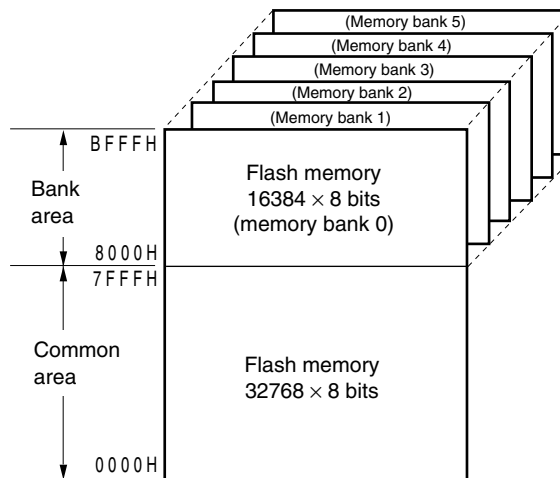 (Memory bank 5)
(Memory bank 4)
(Memory bank 3)
(Memory bank 2)
(Memory bank 1)
BFFFH
Flash memory
16384 × 8 bits
(memory bank 0)
Bank
area
8000H
7FFFH
Common
area
Flash memory
32768 × 8 bits
0000H